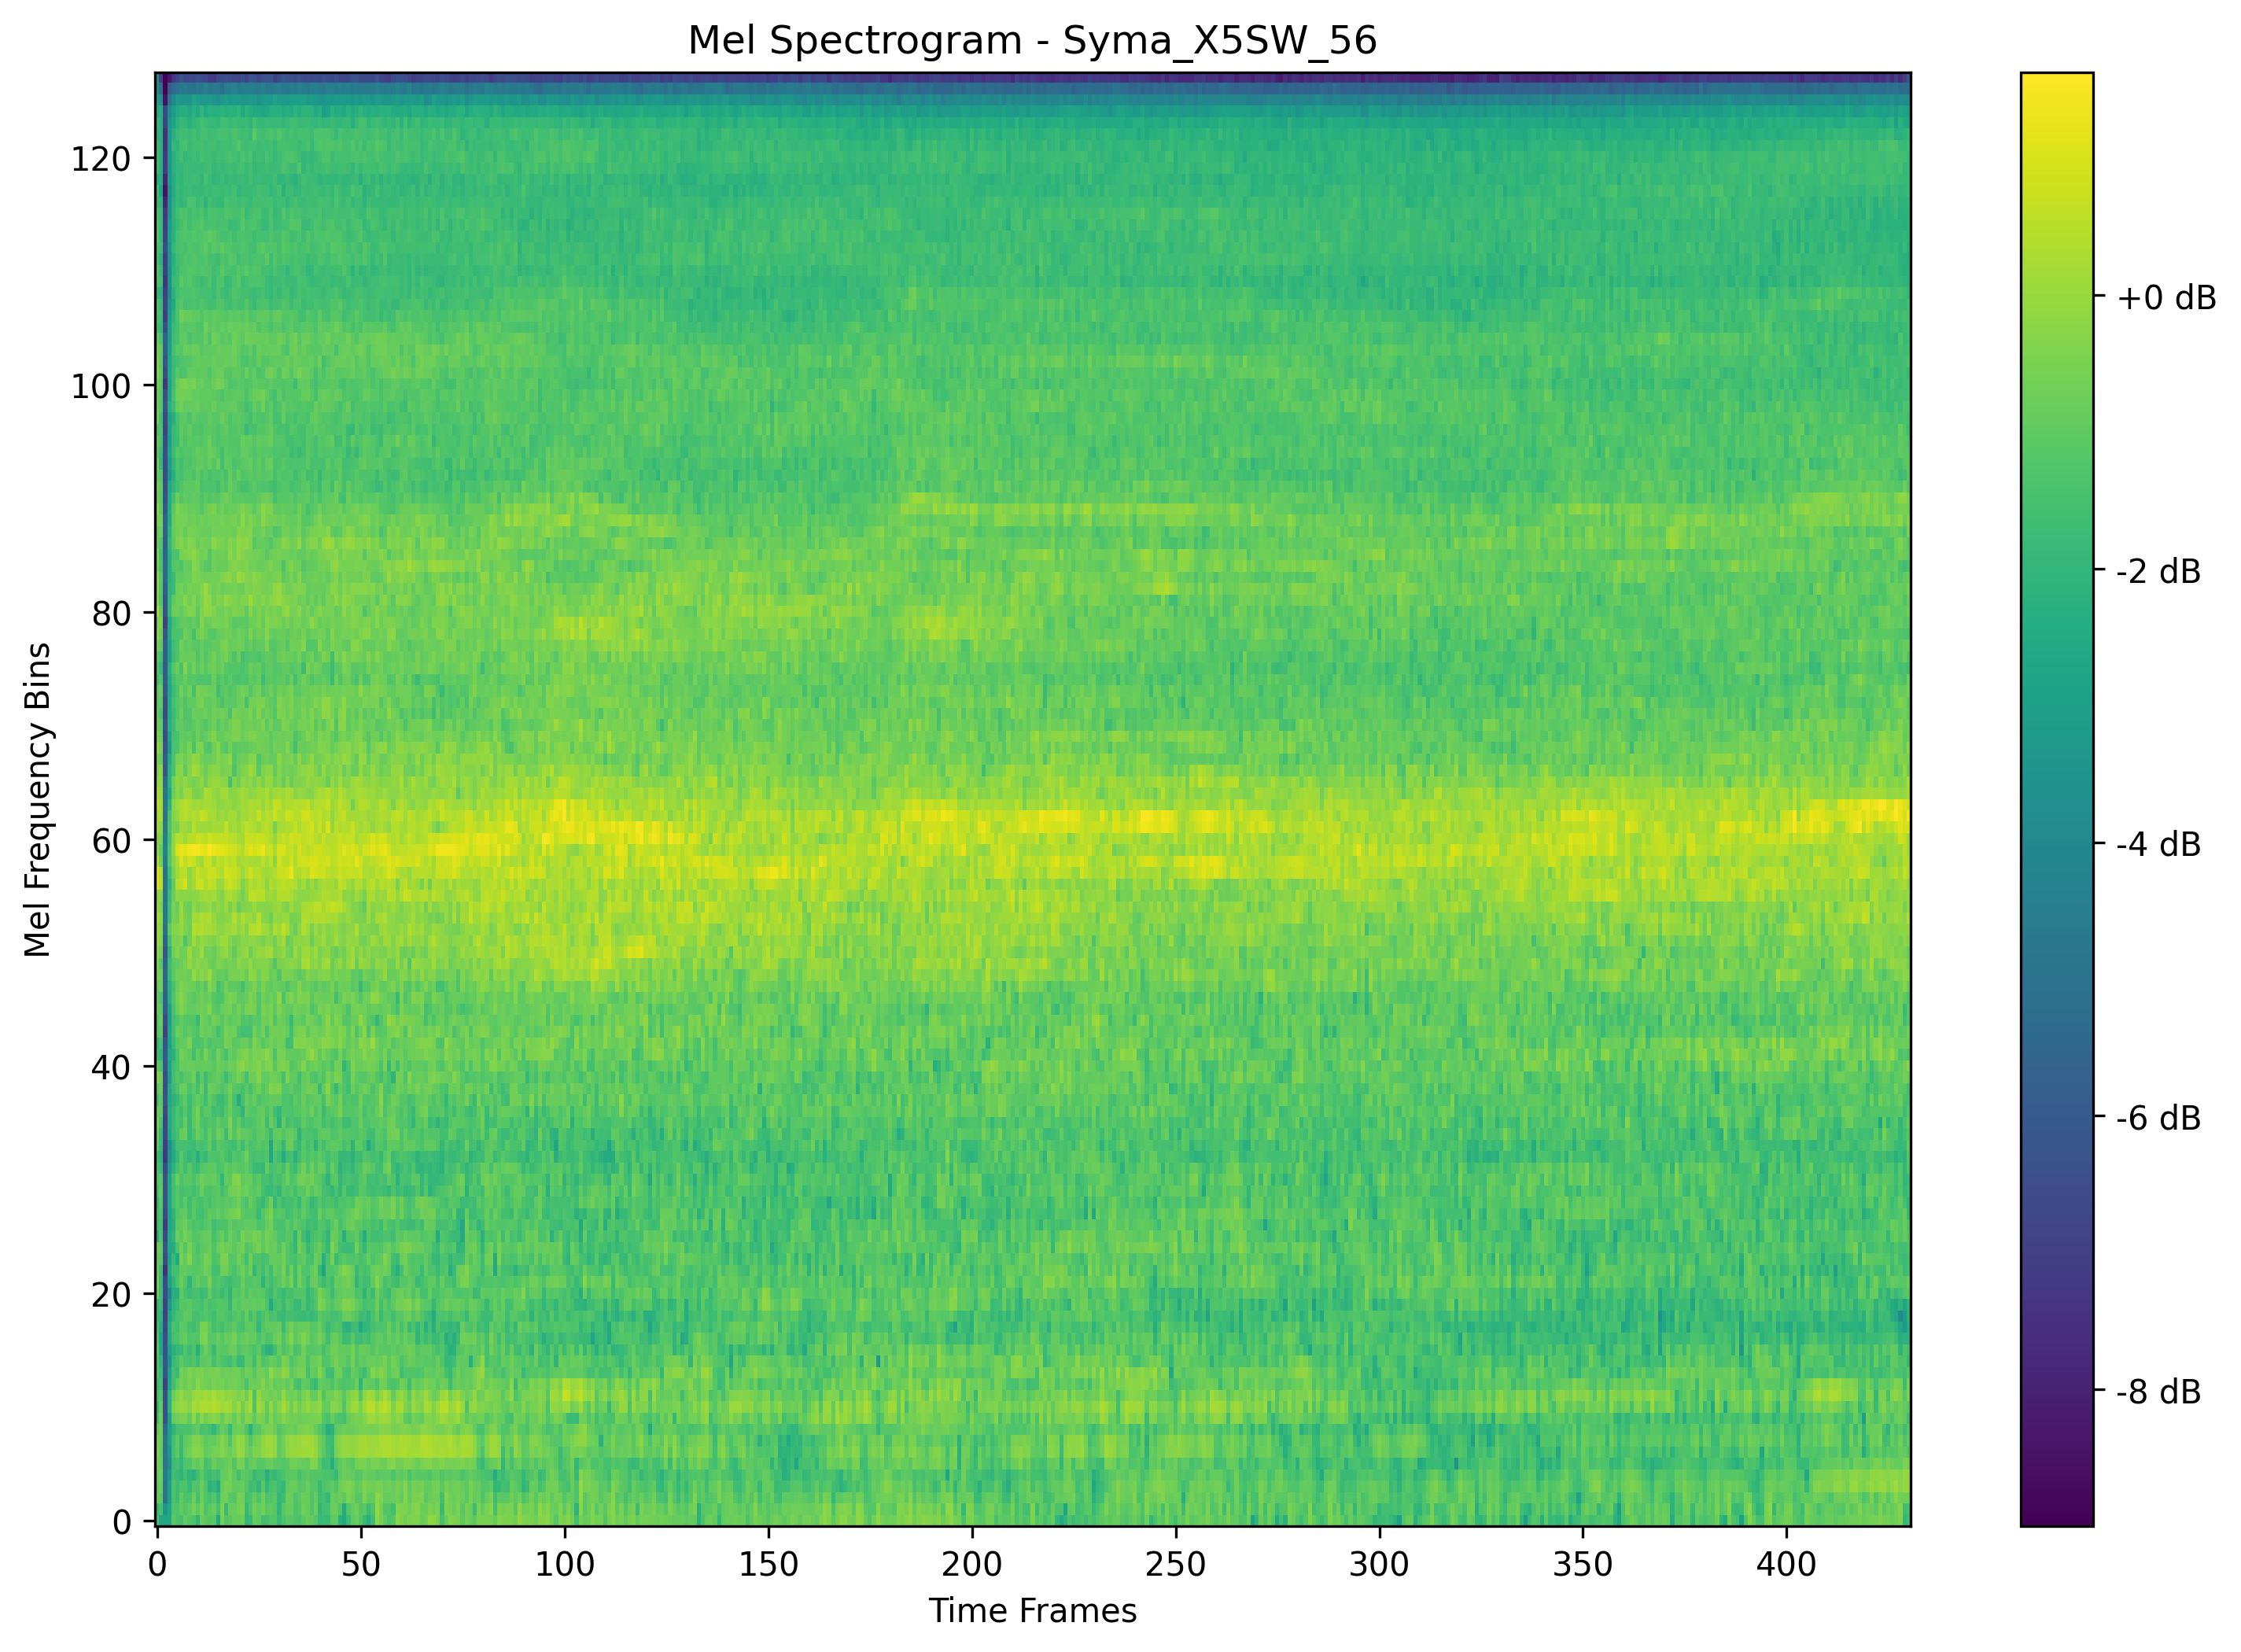 Mel Spectrogram - Syma_X5SW_56
Mel Frequency Bins
120
100
80
60
40
20
0
0 50 100 150 200 250 300 350 400
Time Frames
+0 dB
-2 dB
-4 dB
-6 dB
-8 dB